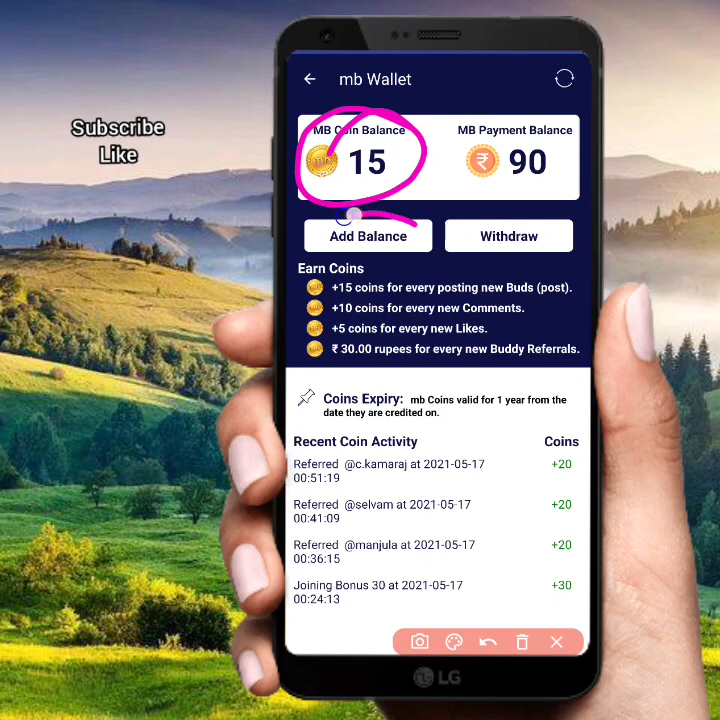 Subscribe
Like
mb Wallet
MB Coin Balance
MB Payment Balance
15
90
Add Balance
Withdraw
Earn Coins
+15 coins for every posting new Buds (post).
+10 coins for every new Comments.
+5 coins for every new Likes.
₹ 30.00 rupees for every new Buddy Referrals.
Coins Expiry: mb Coins valid for 1 year from the
date they are credited on.
Recent Coin Activity
Coins
Referred @c.kamaraj at 2021-05-17
00:51:19
+20
Referred @selvam at 2021-05-17
00:41:09
+20
Referred @manjula at 2021-05-17
00:36:15
+20
Joining Bonus 30 at 2021-05-17
00:24:13
+30
LG